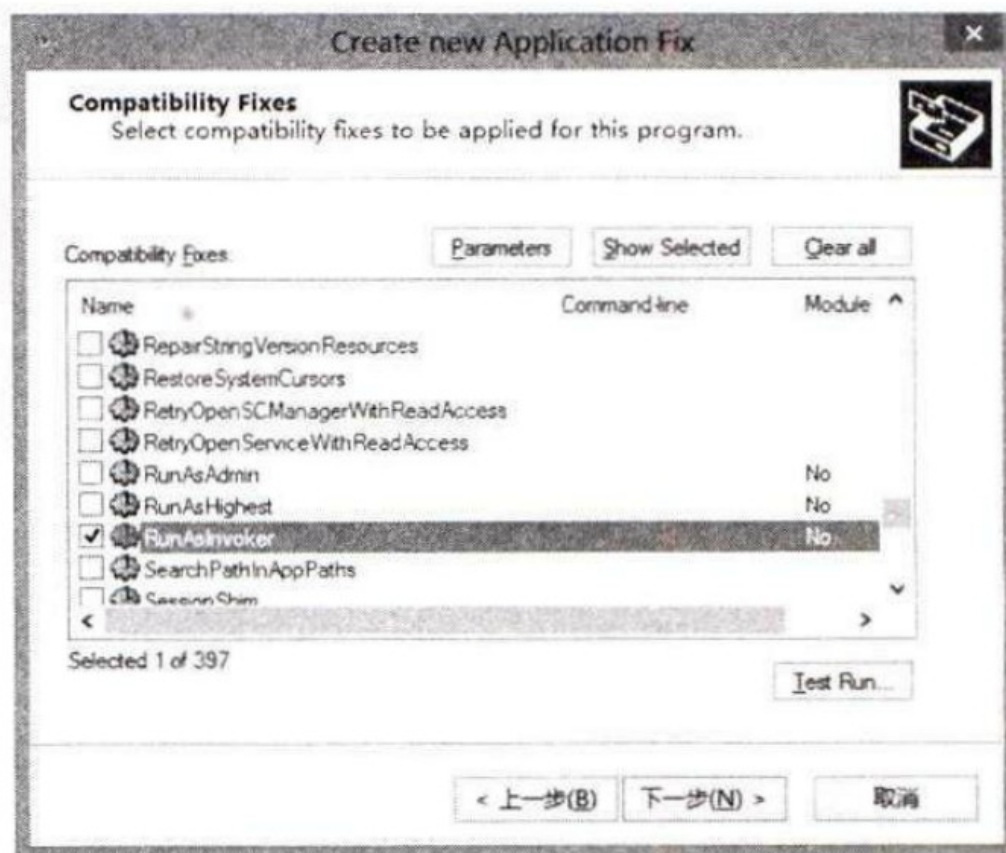 Create new Application Fix
Compatibility Fixes
Select compatibility fixes to be applied for this program.
Compatibility Fixes:
Parameters
Show Selected
Clear all
Name Command-line Module
RepairStringVersionResources
RestoreSystemCursors
RetryOpenSCManagerWithReadAccess
RetryOpenServiceWithReadAccess
RunAsAdmin No
RunAsHighest No
RunAsInvoker No
SearchPathInAppPaths
SessionShim
Selected 1 of 397
Test Run...
< 上一步(B)
下一步(N) >
取消